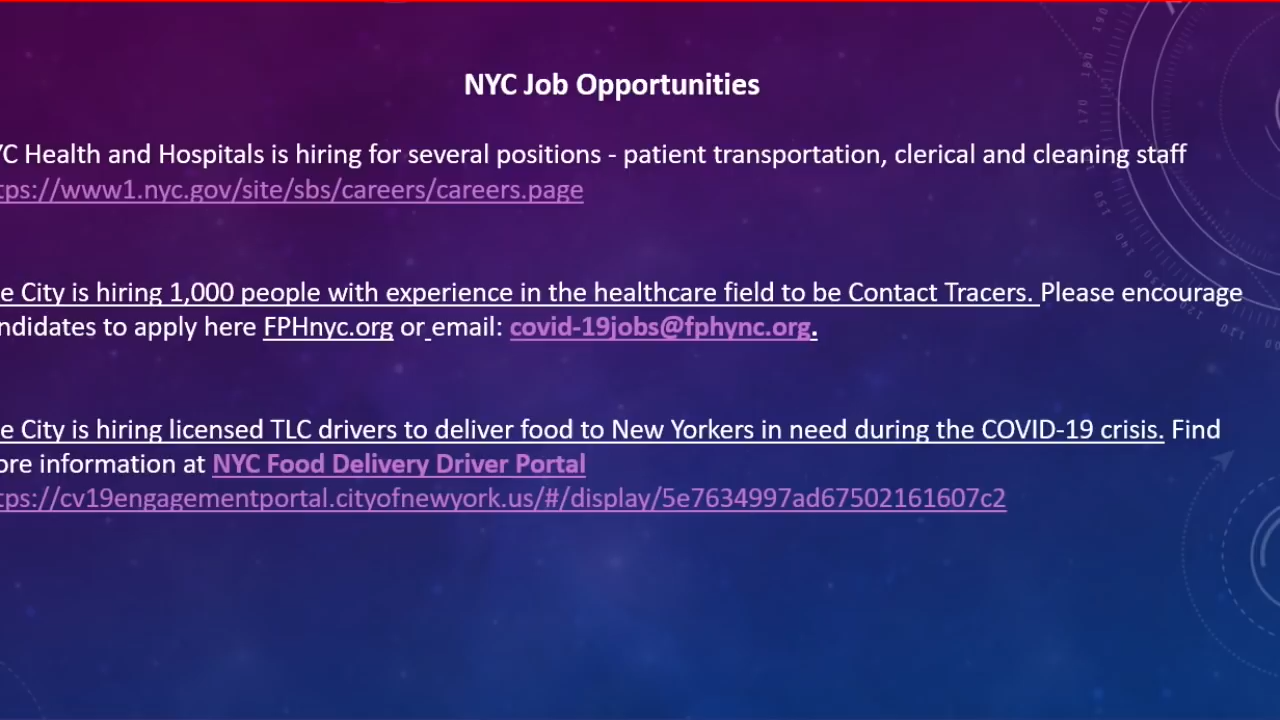 NYC Job Opportunities
YC Health and Hospitals is hiring for several positions - patient transportation, clerical and cleaning staff
tps://www1.nyc.gov/site/sbs/careers/careers.page
e City is hiring 1,000 people with experience in the healthcare field to be Contact Tracers. Please encourage
ndidates to apply here FPHnyc.org or email: covid-19jobs@fphync.org.
e City is hiring licensed TLC drivers to deliver food to New Yorkers in need during the COVID-19 crisis. Find
ore information at NYC Food Delivery Driver Portal
tps://cv19engagementportal.cityofnewyork.us/#/display/5e7634997ad67502161607c2